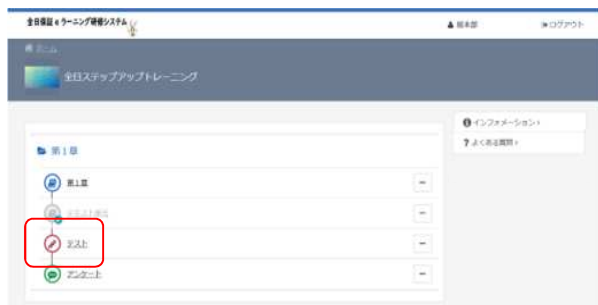 全日保証eラーニング研修システム
ログアウト
ホーム
全日ステップアップトレーニング
インフォメーション
よくある質問
第1章
第1章
テスト
アンケート